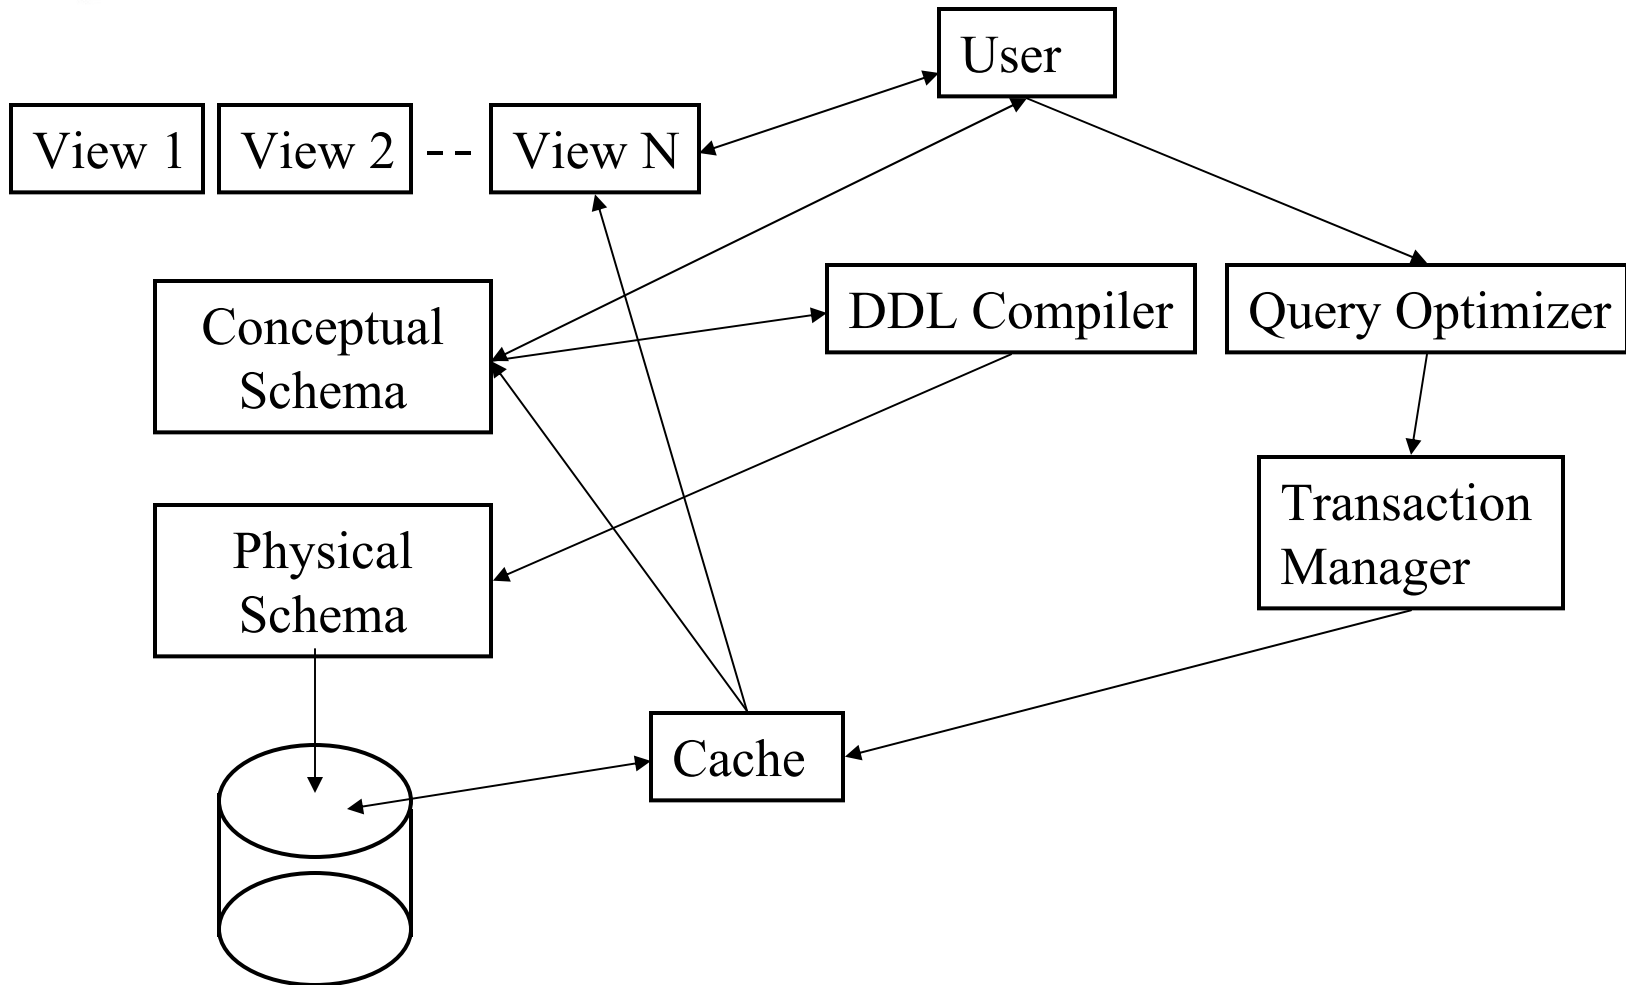 User
View 1
View 2
--
View N
Conceptual
Schema
DDL Compiler
Query Optimizer
Physical
Schema
Transaction
Manager
Cache